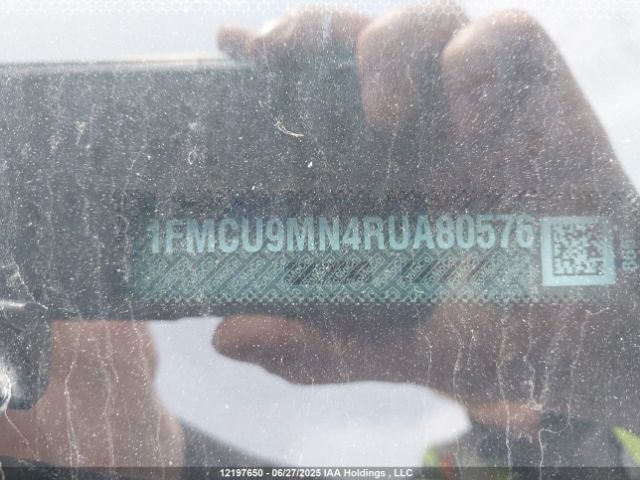 1FMCU9MN4RUA80576
12197650 - 06/27/2025 IAA Holdings , LLC